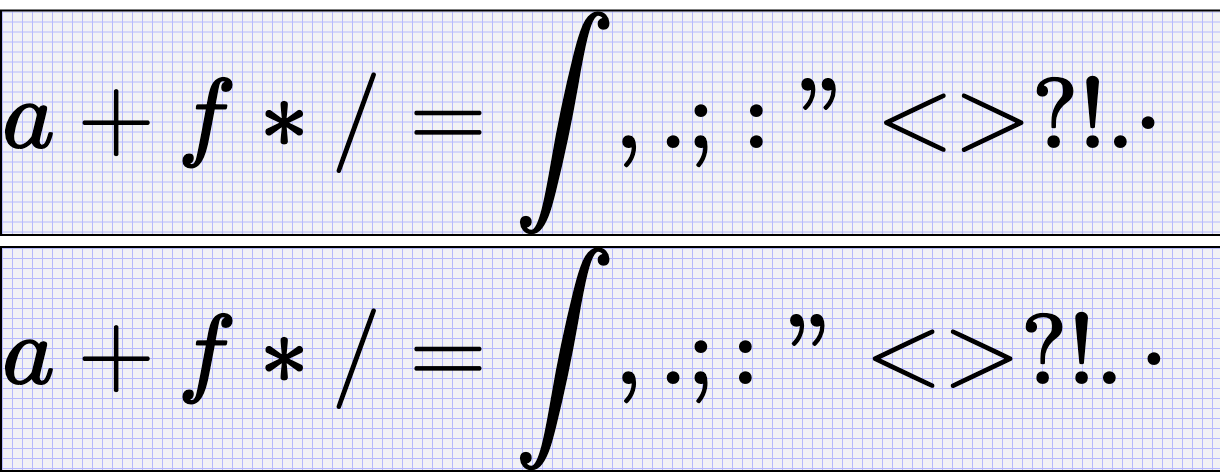 a + f * / = ∫ , . ; : ” < > ? ! . ·
a + f * / = ∫ , . ; : ” < > ? ! . ·